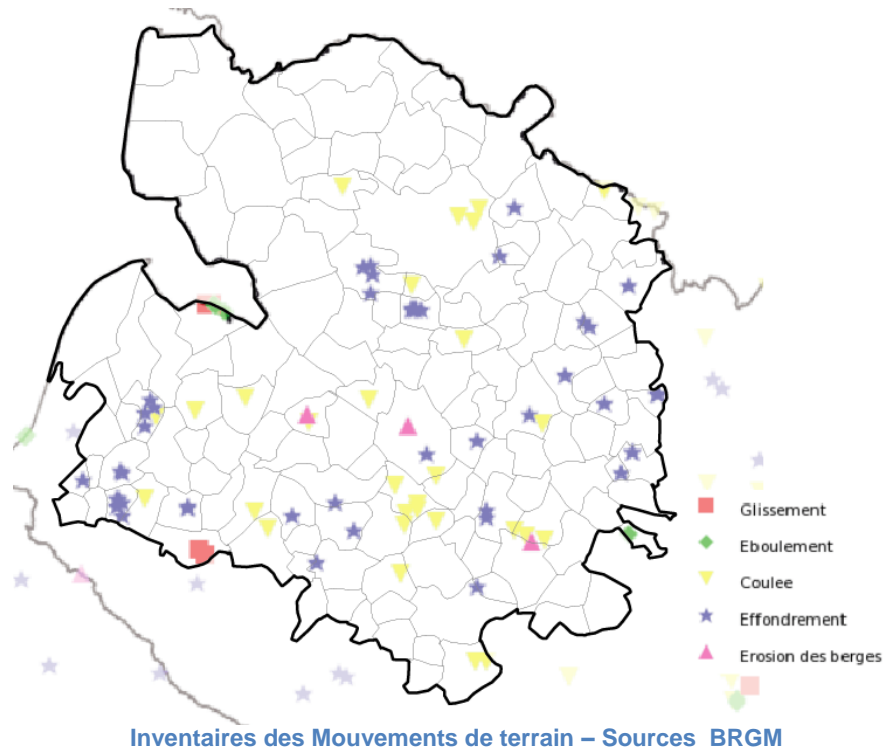 Glissement
Eboulement
Coulee
Effondrement
Erosion des berges
Inventaires des Mouvements de terrain – Sources BRGM